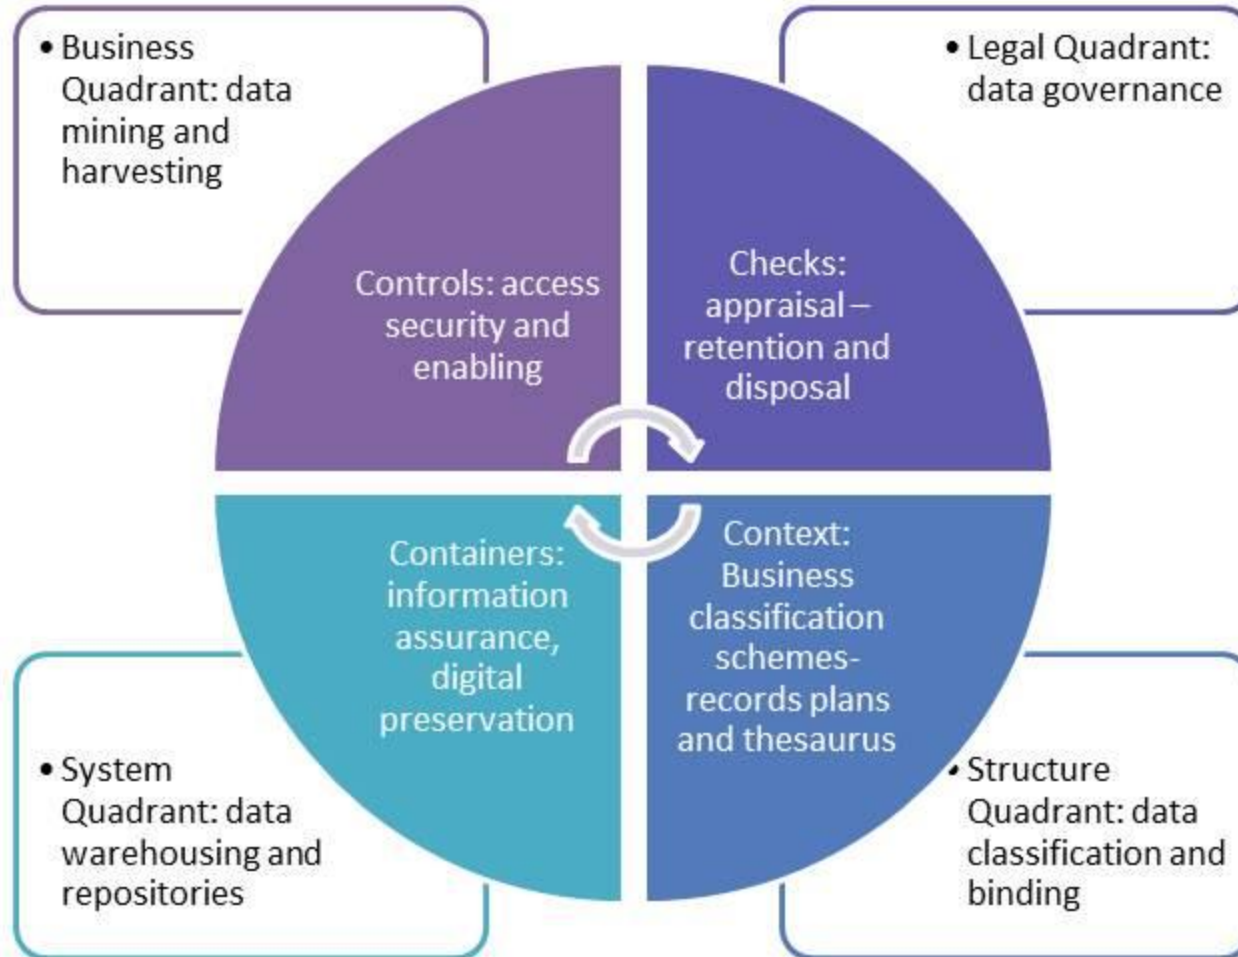 • Business
Quadrant: data
mining and
harvesting
• Legal Quadrant:
data governance
Controls: access
security and
enabling
Checks:
appraisal –
retention and
disposal
Containers:
information
assurance,
digital
preservation
Context:
Business
classification
schemes-
records plans
and thesaurus
• System
Quadrant: data
warehousing and
repositories
• Structure
Quadrant: data
classification and
binding